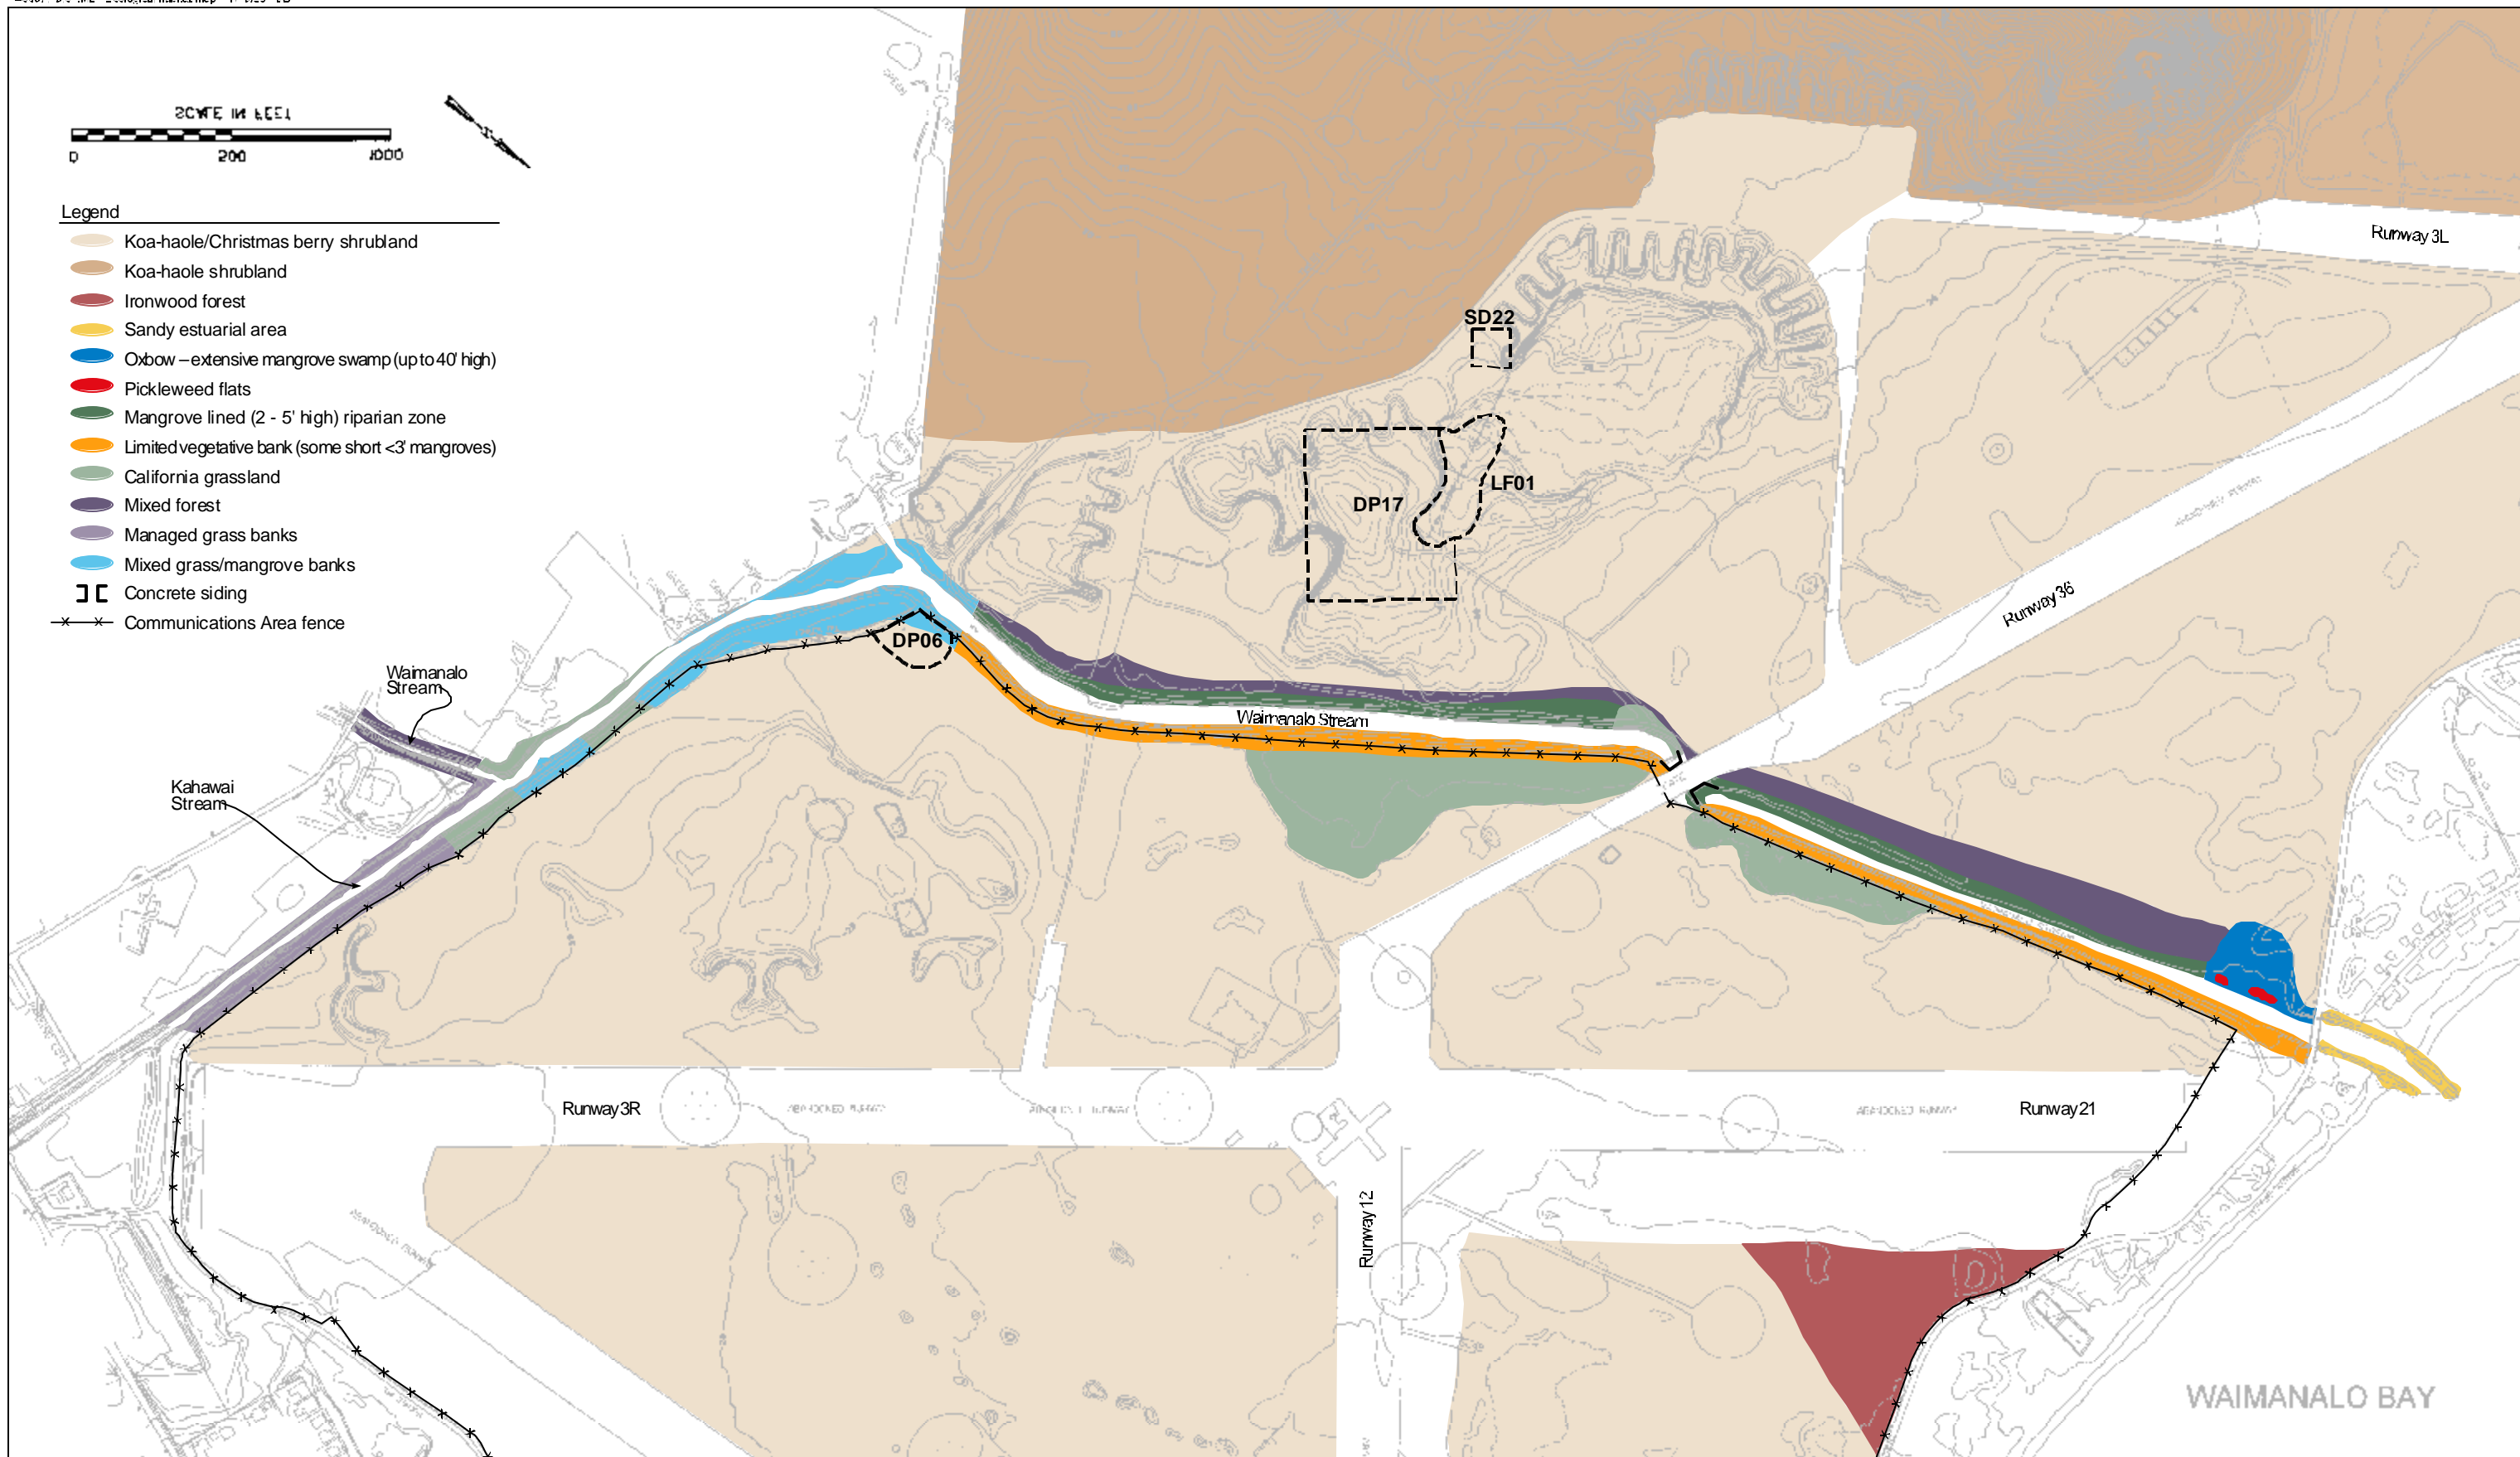 SCALE IN FEET
0 500 1000
Legend
Koa-haole/Christmas berry shrubland
Koa-haole shrubland
Ironwood forest
Sandy estuarial area
Oxbow – extensive mangrove swamp (up to 40' high)
Pickleweed flats
Mangrove lined (2 - 5' high) riparian zone
Limited vegetative bank (some short <3' mangroves)
California grassland
Mixed forest
Managed grass banks
Mixed grass/mangrove banks
Concrete siding
Communications Area fence
Runway 3L
SD22
LF01
DP17
Runway 36
DP06
Waimanalo
Stream
Waimanalo Stream
Kahawai
Stream
Runway 3R
ABANDONED RUNWAY
Runway 21
Runway 12
WAIMANALO BAY